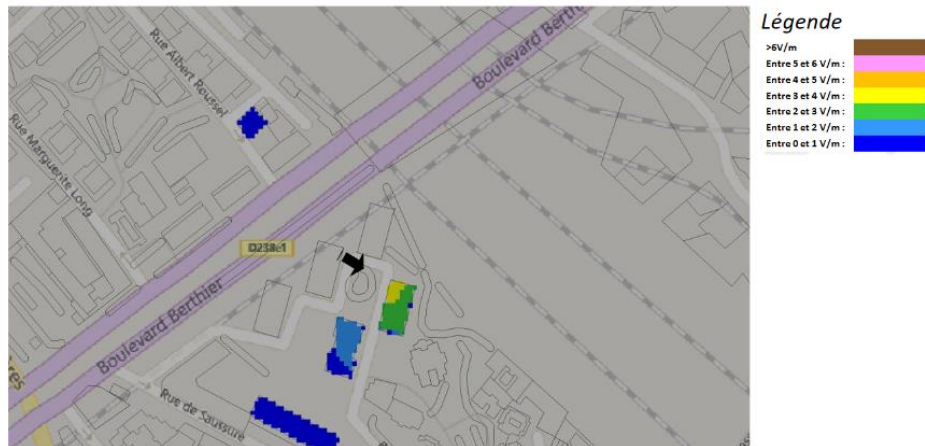 Légende
>6V/m
Entre 5 et 6 V/m :
Entre 4 et 5 V/m :
Entre 3 et 4 V/m :
Entre 2 et 3 V/m :
Entre 1 et 2 V/m :
Entre 0 et 1 V/m :
Boulevard Berthier
Rue Albert Roussel
Boulevard Berthier
Rue Marguerite Long
Boulevard Berthier
Rue de Saussure